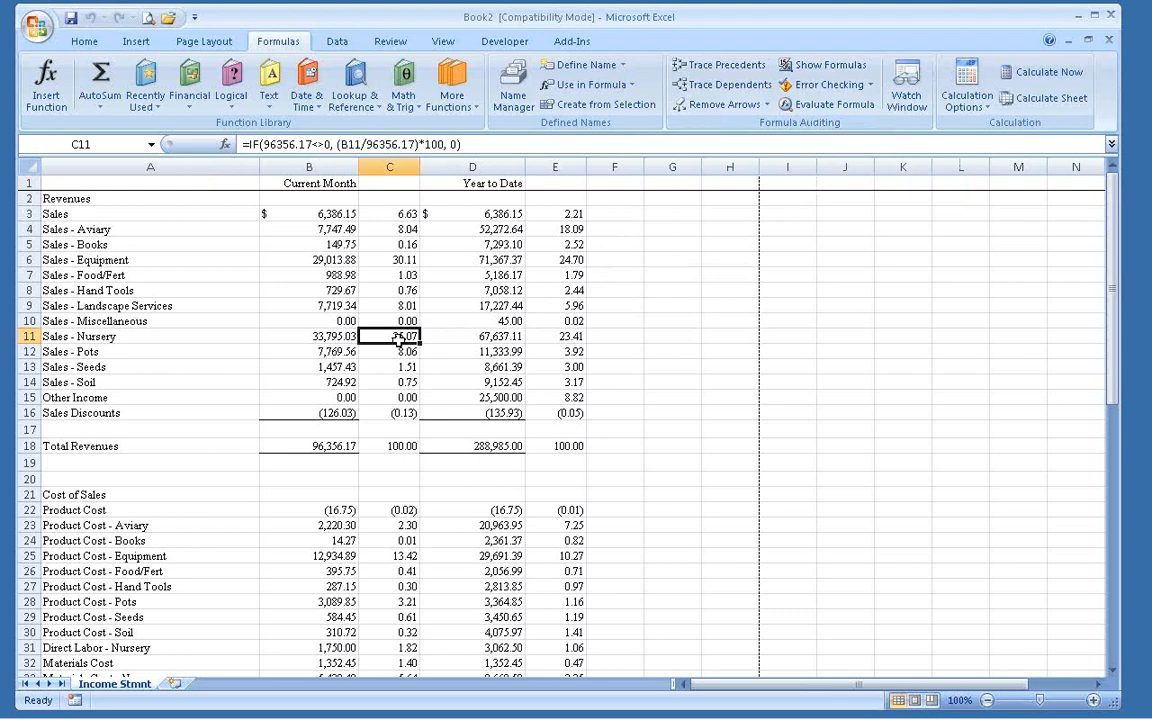 Book2 [Compatibility Mode] - Microsoft Excel
Home Insert Page Layout Formulas Data Review View Developer Add-Ins
fx Insert Function
Σ AutoSum
Recently Used
Financial
? Logical
A Text
Date & Time
Lookup & Reference
θ Math & Trig
More Functions
Function Library
Name Manager
Define Name
Use in Formula
Create from Selection
Defined Names
Trace Precedents
Trace Dependents
Remove Arrows
Show Formulas
Error Checking
Evaluate Formula
Watch Window
Formula Auditing
Calculation Options
Calculate Now
Calculate Sheet
Calculation
C11 fx =IF(96356.17<>0, (B11/96356.17)*100, 0)
A B C D E F G H I J K L M N
1 Current Month Year to Date
2 Revenues
3 Sales $ 6,386.15 6.63 $ 6,386.15 2.21
4 Sales - Aviary 7,747.49 8.04 52,272.64 18.09
5 Sales - Books 149.75 0.16 7,293.10 2.52
6 Sales - Equipment 29,013.88 30.11 71,367.37 24.70
7 Sales - Food/Fert 988.98 1.03 5,186.17 1.79
8 Sales - Hand Tools 729.67 0.76 7,058.12 2.44
9 Sales - Landscape Services 7,719.34 8.01 17,227.44 5.96
10 Sales - Miscellaneous 0.00 0.00 45.00 0.02
11 Sales - Nursery 33,795.03 67,637.11 23.41
12 Sales - Pots 7,769.56 8.06 11,333.99 3.92
13 Sales - Seeds 1,457.43 1.51 8,661.39 3.00
14 Sales - Soil 724.92 0.75 9,152.45 3.17
15 Other Income 0.00 0.00 25,500.00 8.82
16 Sales Discounts (126.03) (0.13) (135.93) (0.05)
17
18 Total Revenues 96,356.17 100.00 288,985.00 100.00
19
20
21 Cost of Sales
22 Product Cost (16.75) (0.02) (16.75) (0.01)
23 Product Cost - Aviary 2,220.30 2.30 20,963.95 7.25
24 Product Cost - Books 14.27 0.01 2,361.37 0.82
25 Product Cost - Equipment 12,934.89 13.42 29,691.39 10.27
26 Product Cost - Food/Fert 395.75 0.41 2,056.99 0.71
27 Product Cost - Hand Tools 287.15 0.30 2,813.85 0.97
28 Product Cost - Pots 3,089.85 3.21 3,364.85 1.16
29 Product Cost - Seeds 584.45 0.61 3,450.65 1.19
30 Product Cost - Soil 310.72 0.32 4,075.97 1.41
31 Direct Labor - Nursery 1,750.00 1.82 3,062.50 1.06
32 Materials Cost 1,352.45 1.40 1,352.45 0.47
Income Stmnt
Ready 100%